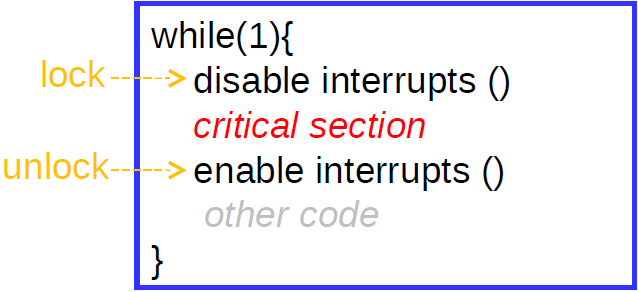 while(1){
lock disable interrupts ()
critical section
unlock enable interrupts ()
other code
}